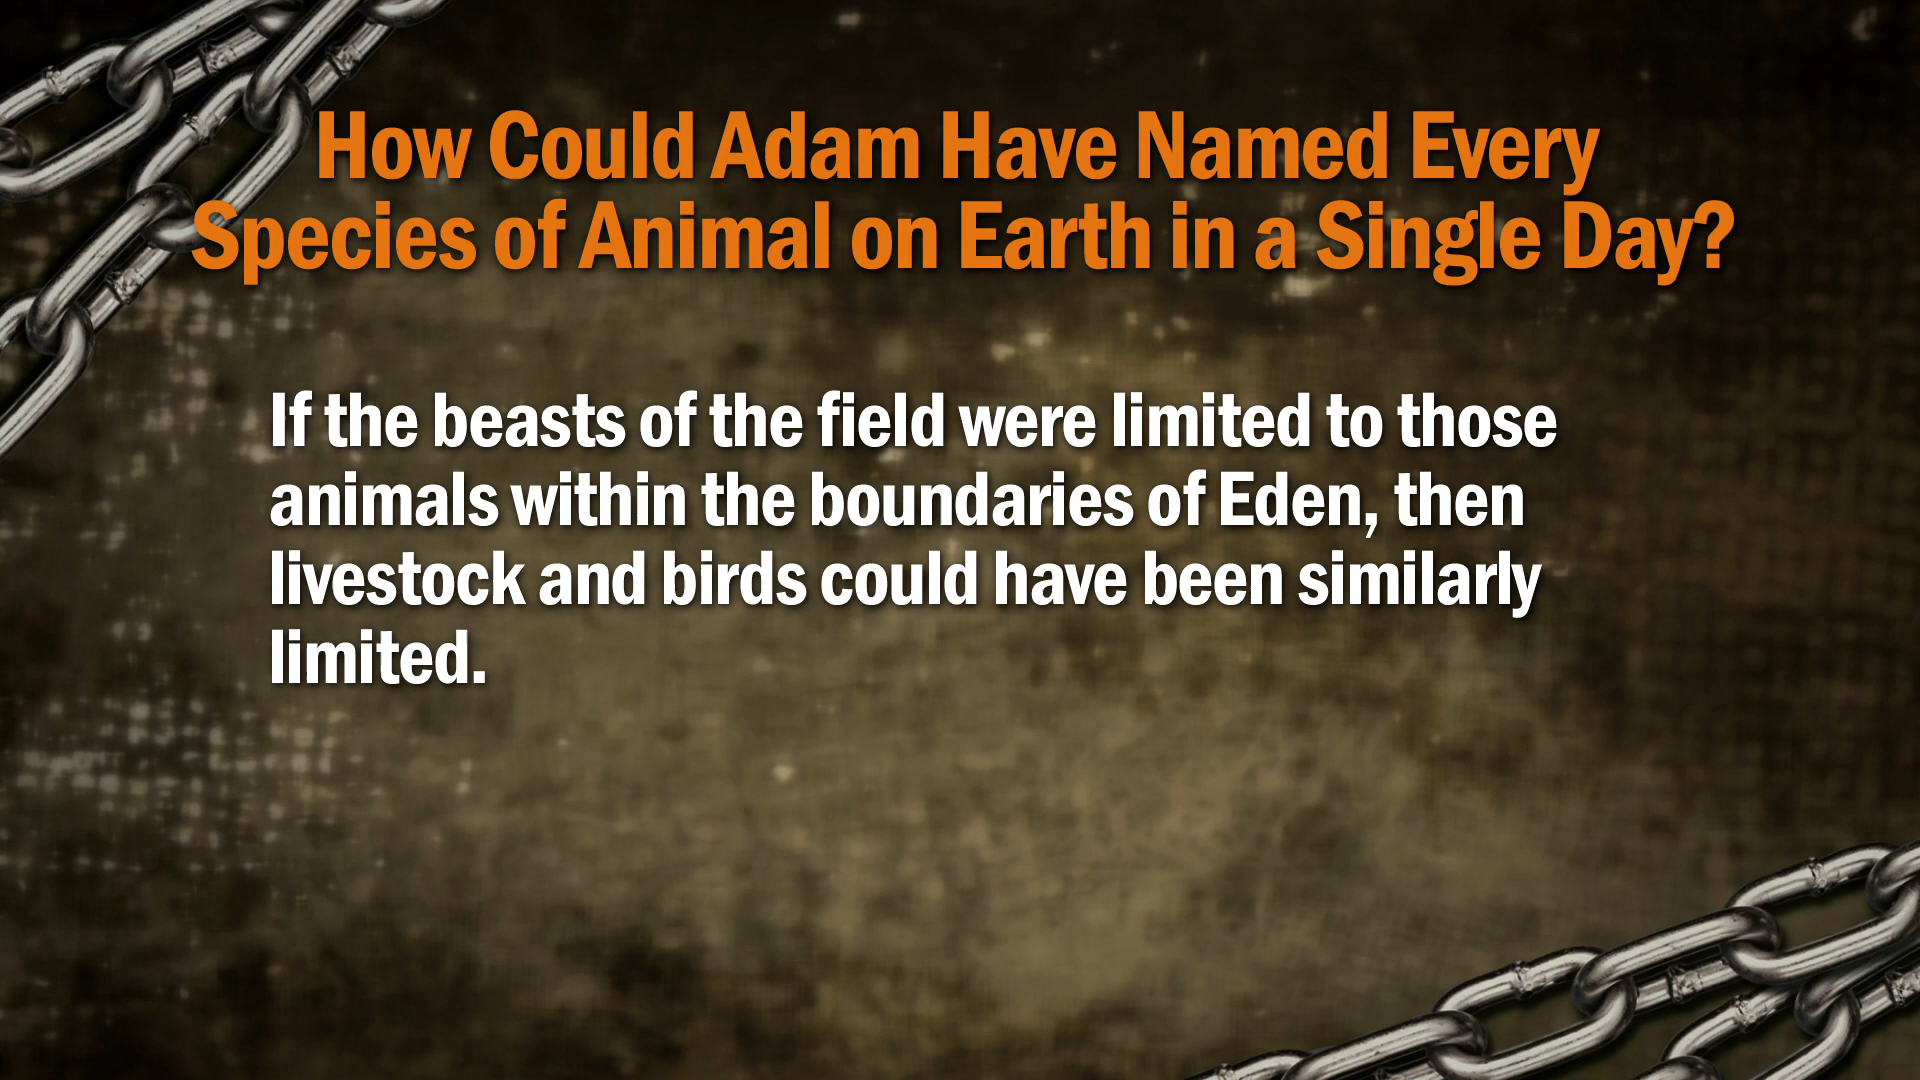 How Could Adam Have Named Every
Species of Animal on Earth in a Single Day?
If the beasts of the field were limited to those
animals within the boundaries of Eden, then
livestock and birds could have been similarly
limited.